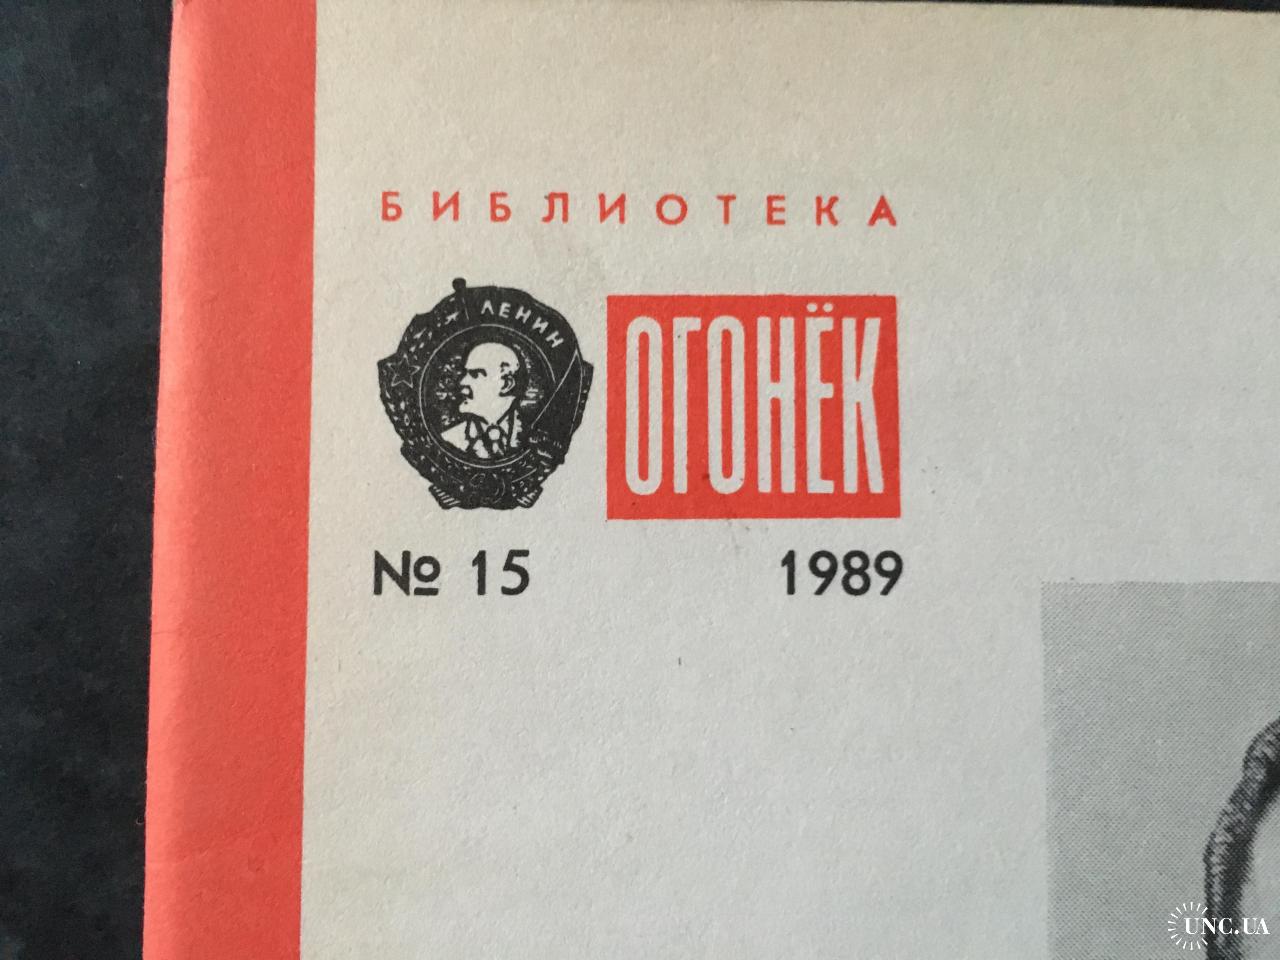 БИБЛИОТЕКА
ЛЕНИН
ОГОНЁК
№ 15 1989
UNC.UA